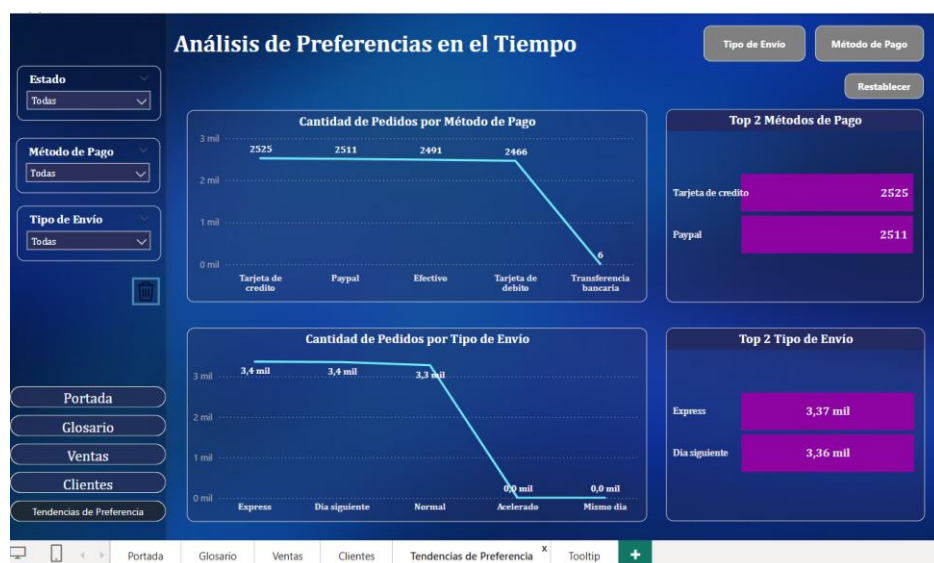 Análisis de Preferencias en el Tiempo
Tipo de Envío
Método de Pago
Restablecer
Estado
Todas
Método de Pago
Todas
Tipo de Envío
Todas
Portada
Glosario
Ventas
Clientes
Tendencias de Preferencia
Cantidad de Pedidos por Método de Pago
3 mil
2 mil
1 mil
0 mil
2525
2511
2491
2466
6
Tarjeta de
credito
Paypal
Efectivo
Tarjeta de
debito
Transferencia
bancaria
Top 2 Métodos de Pago
Tarjeta de credito
2525
Paypal
2511
Cantidad de Pedidos por Tipo de Envío
3 mil
2 mil
1 mil
0 mil
3,4 mil
3,4 mil
3,3 mil
0,0 mil
0,0 mil
Express
Dia siguiente
Normal
Acelerado
Mismo dia
Top 2 Tipo de Envío
Express
3,37 mil
Dia siguiente
3,36 mil
Portada
Glosario
Ventas
Clientes
Tendencias de Preferencia
x
Tooltip
+